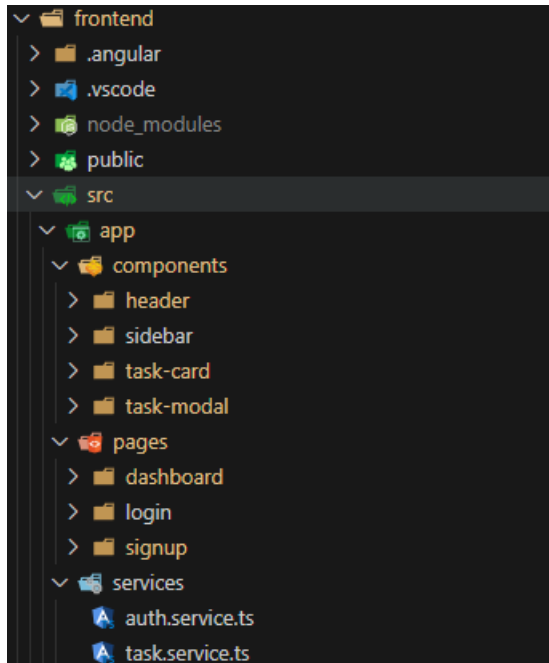 frontend
.angular
.vscode
node_modules
public
src
app
components
header
sidebar
task-card
task-modal
pages
dashboard
login
signup
services
auth.service.ts
task.service.ts